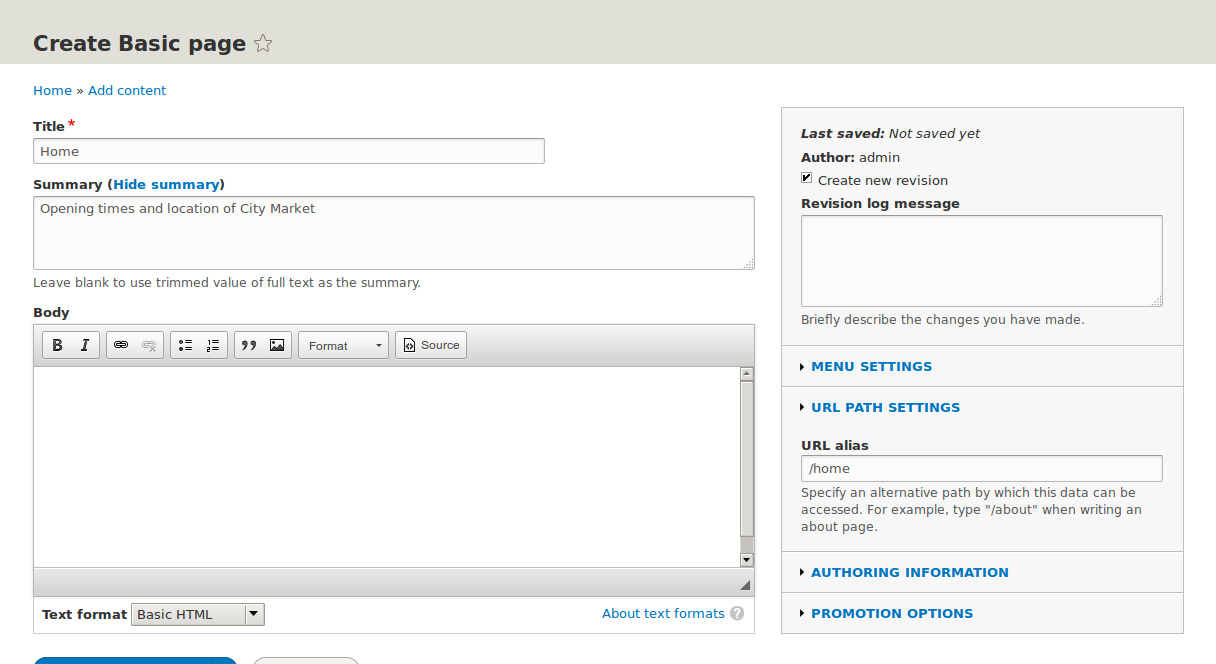 Create Basic page
Home » Add content
Title *
Home
Summary (Hide summary)
Opening times and location of City Market
Leave blank to use trimmed value of full text as the summary.
Body
B I Format Source
Text format Basic HTML About text formats ?
Last saved: Not saved yet
Author: admin
Create new revision
Revision log message
Briefly describe the changes you have made.
MENU SETTINGS
URL PATH SETTINGS
URL alias
/home
Specify an alternative path by which this data can be
accessed. For example, type "/about" when writing an
about page.
AUTHORING INFORMATION
PROMOTION OPTIONS